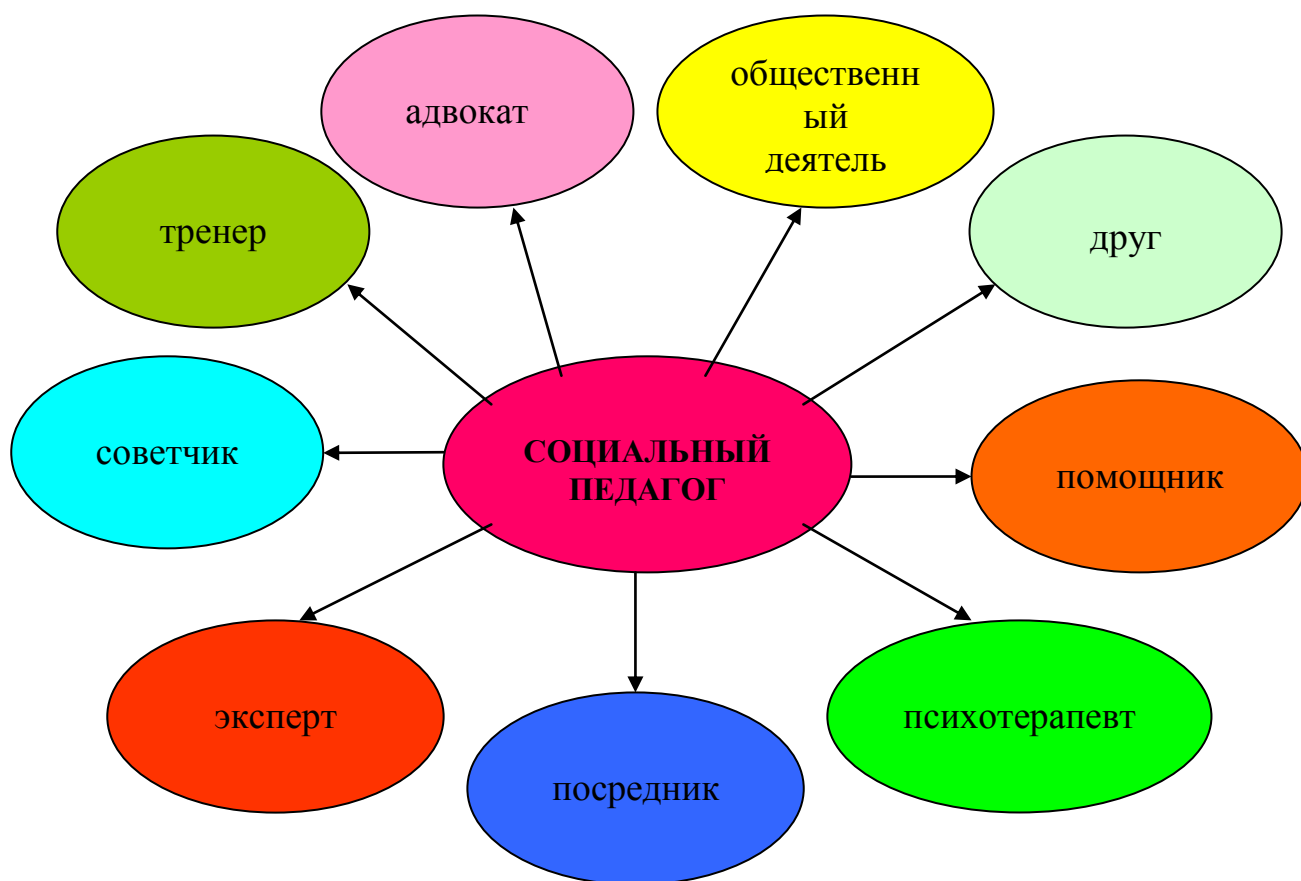 адвокат
общественн
ый
деятель
тренер
друг
советчик
СОЦИАЛЬНЫЙ
ПЕДАГОГ
помощник
эксперт
психотерапевт
посредник